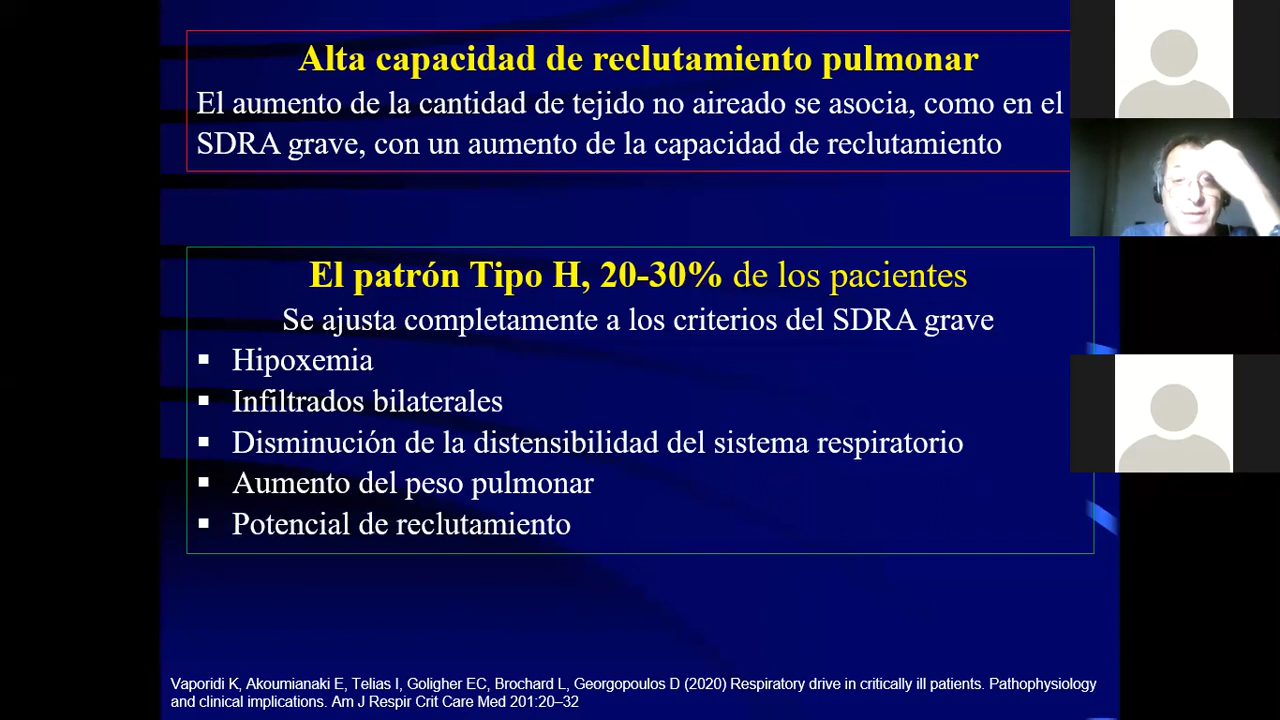 Alta capacidad de reclutamiento pulmonar
El aumento de la cantidad de tejido no aireado se asocia, como en el
SDRA grave, con un aumento de la capacidad de reclutamiento
El patrón Tipo H, 20-30% de los pacientes
Se ajusta completamente a los criterios del SDRA grave
▪ Hipoxemia
▪ Infiltrados bilaterales
▪ Disminución de la distensibilidad del sistema respiratorio
▪ Aumento del peso pulmonar
▪ Potencial de reclutamiento
Vaporidi K, Akoumianaki E, Telias I, Goligher EC, Brochard L, Georgopoulos D (2020) Respiratory drive in critically ill patients. Pathophysiology
and clinical implications. Am J Respir Crit Care Med 201:20–32